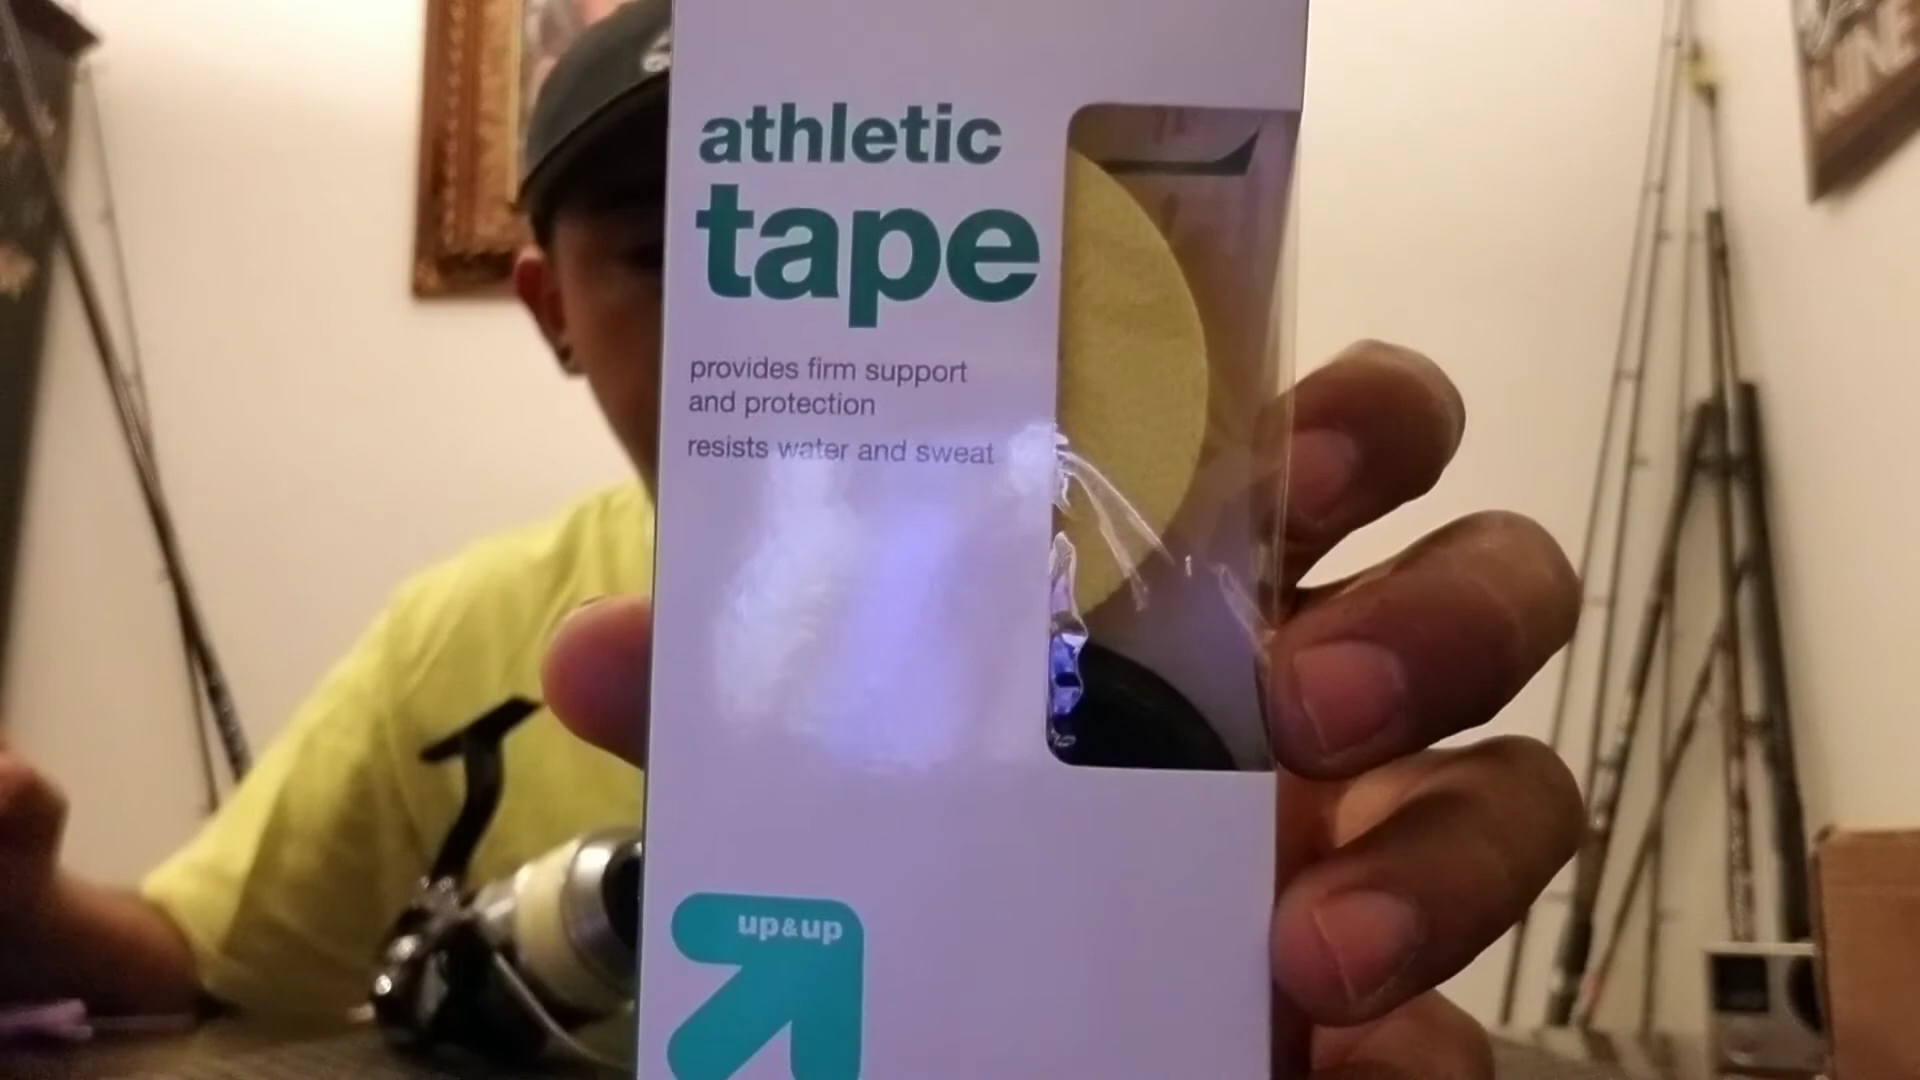 athletic
tape
provides firm support
and protection
resists water and sweat
up&up